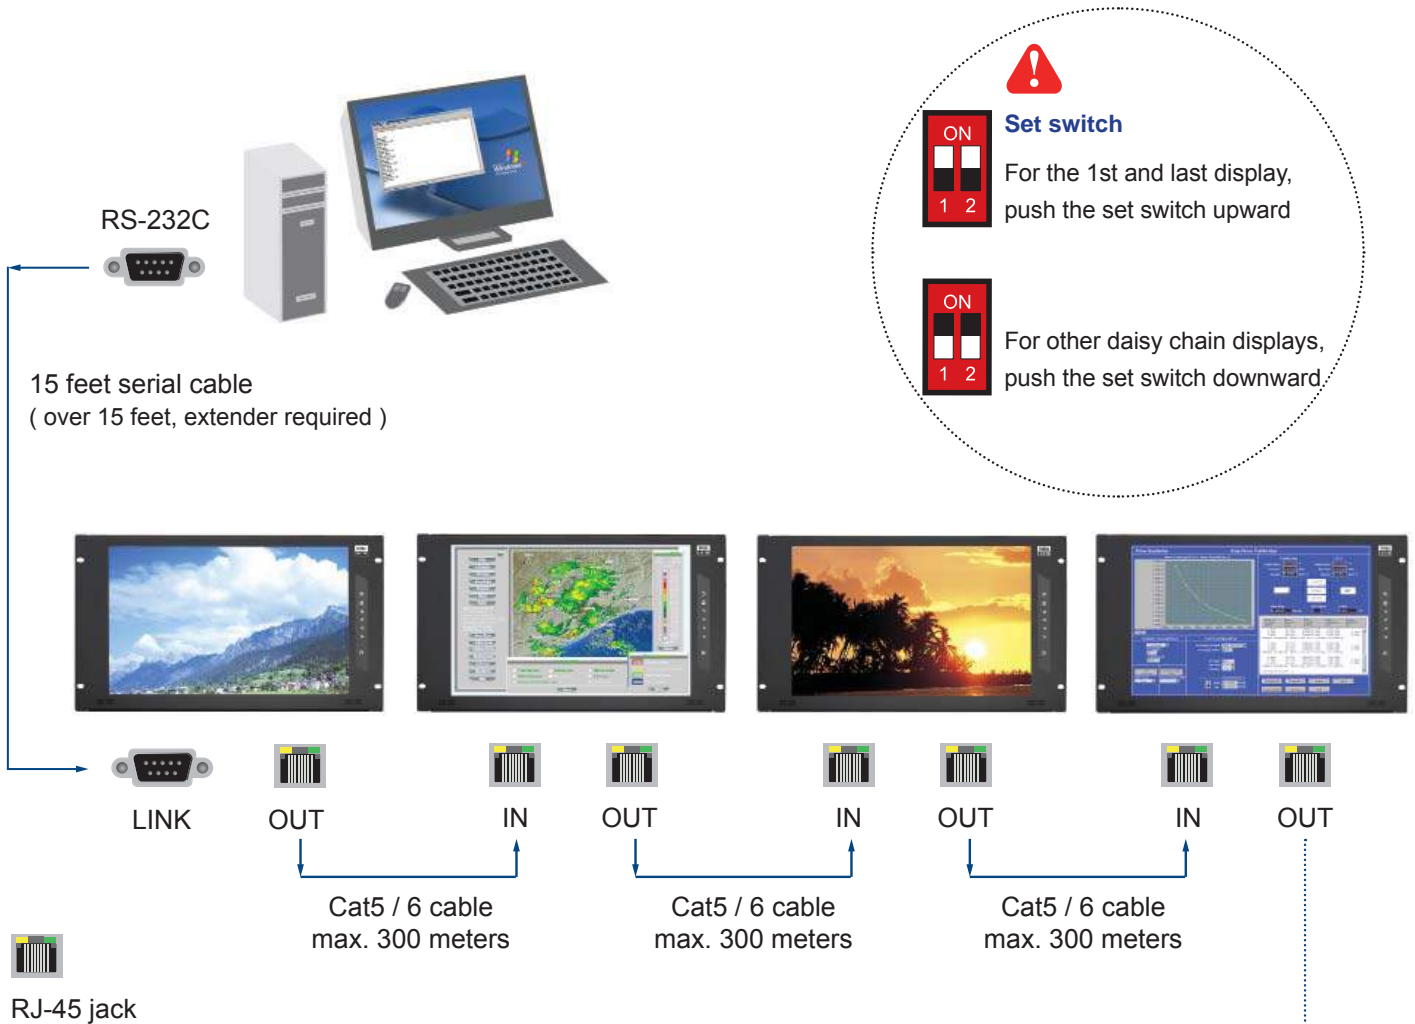 ON
1 2
Set switch
For the 1st and last display,
push the set switch upward
RS-232C
ON
1 2
For other daisy chain displays,
push the set switch downward.
15 feet serial cable
( over 15 feet, extender required )
LINK
OUT
IN
OUT
IN
OUT
IN
OUT
Cat5 / 6 cable
max. 300 meters
Cat5 / 6 cable
max. 300 meters
Cat5 / 6 cable
max. 300 meters
RJ-45 jack